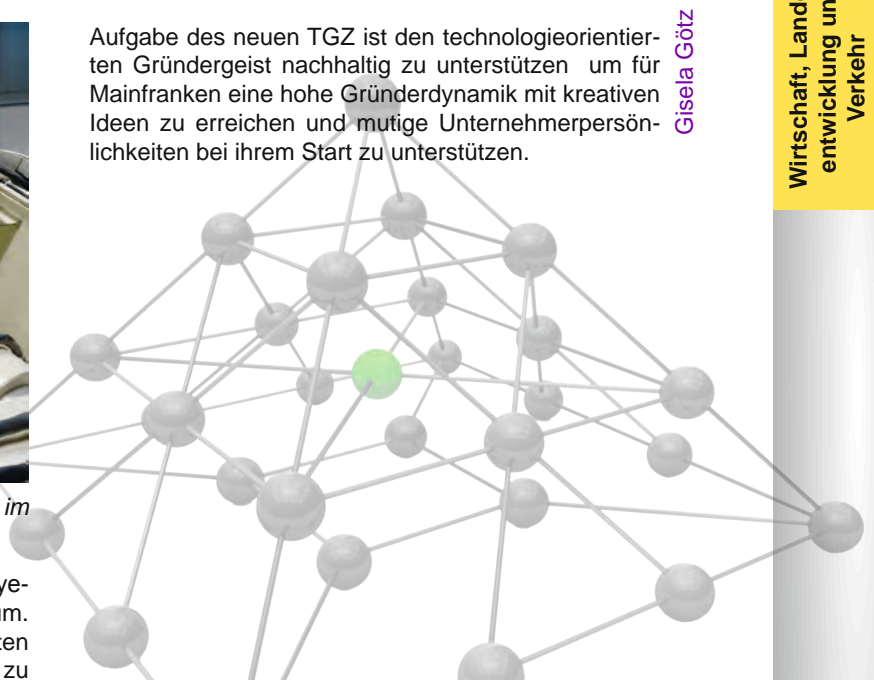 Aufgabe des neuen TGZ ist den technologieorientier-
ten Gründergeist nachhaltig zu unterstützen um für
Mainfranken eine hohe Gründerdynamik mit kreativen
Ideen zu erreichen und mutige Unternehmerpersön-
lichkeiten bei ihrem Start zu unterstützen.
Gisela Götz
Wirtschaft, Land
entwicklung un
Verkehr
im
ye-
um.
ten
zu